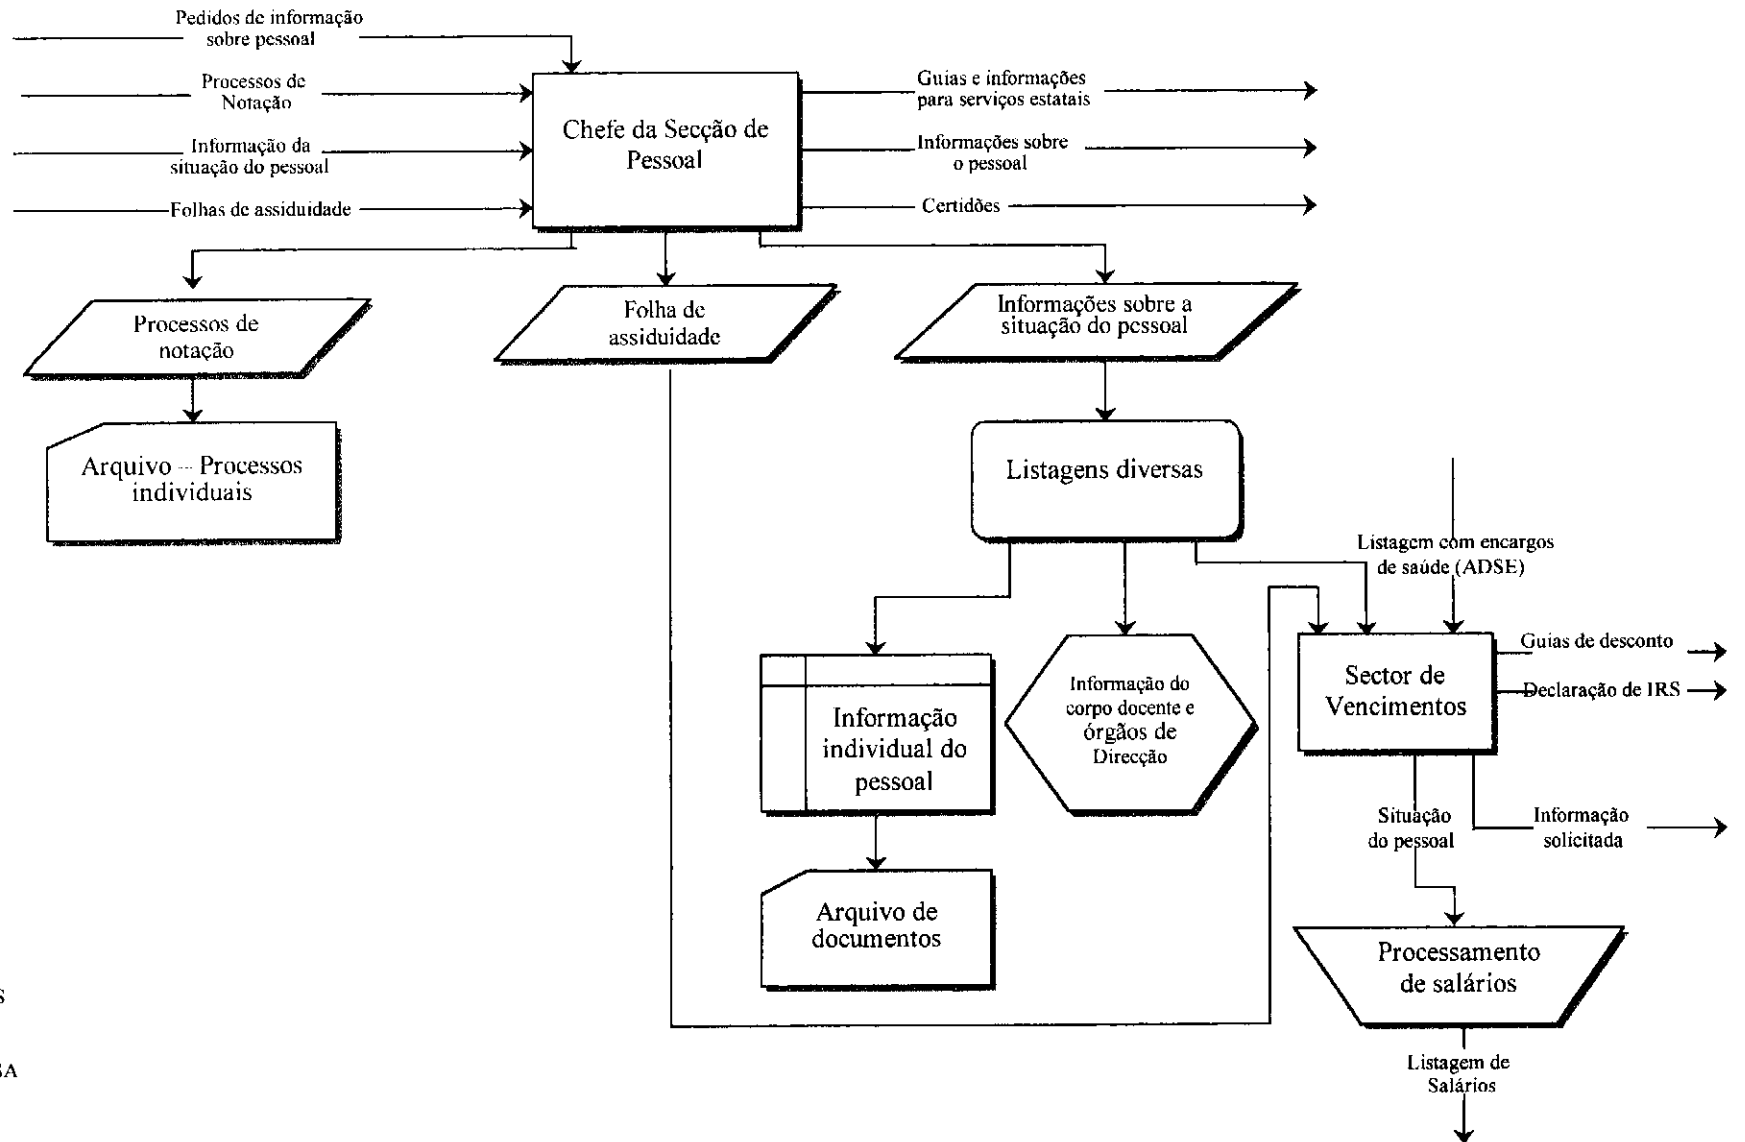 Pedidos de informação
sobre pessoal
Processos de
Notação
Informação da
situação do pessoal
Folhas de assiduidade
Chefe da Secção de
Pessoal
Guias e informações
para serviços estatais
Informações sobre
o pessoal
Certidões
Processos de
notação
Folha de
assiduidade
Informações sobre a
situação do pessoal
Arquivo – Processos
individuais
Listagens diversas
Listagem com encargos
de saúde (ADSE)
Informação
individual do
pessoal
Informação do
corpo docente e
órgãos de
Direcção
Sector de
Vencimentos
Guias de desconto
Declaração de IRS
Situação
do pessoal
Informação
solicitada
Arquivo de
documentos
Processamento
de salários
Listagem de
Salários
S
SA